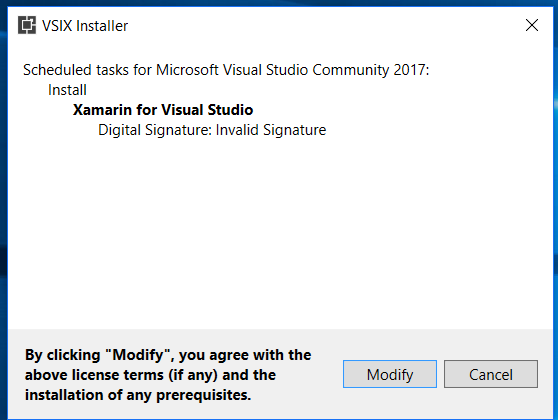 VSIX Installer
Scheduled tasks for Microsoft Visual Studio Community 2017:
Install
Xamarin for Visual Studio
Digital Signature: Invalid Signature
By clicking "Modify", you agree with the
above license terms (if any) and the
installation of any prerequisites.
Modify
Cancel